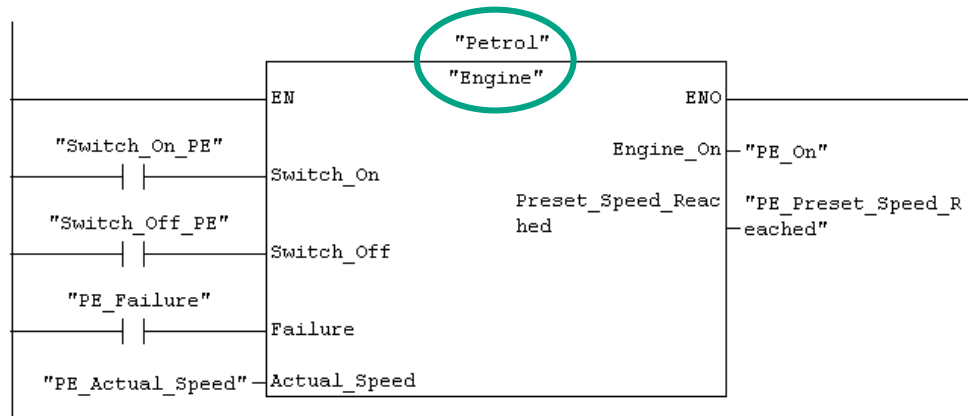 "Petrol"
"Engine"
EN
ENO
"Switch_On_PE"
Switch_On
Engine_On
"PE_On"
"Switch_Off_PE"
Switch_Off
Preset_Speed_Reac
hed
"PE_Preset_Speed_R
eached"
"PE_Failure"
Failure
"PE_Actual_Speed"
Actual_Speed